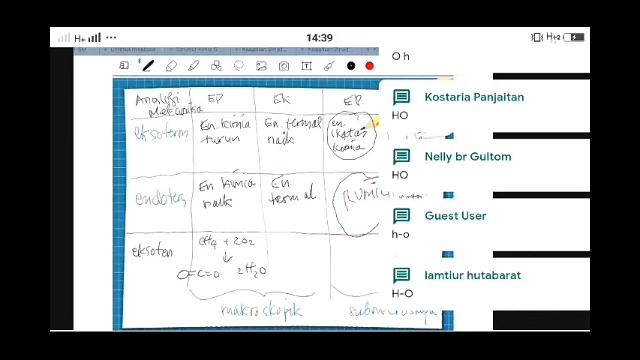 H+ 14:39 H+2
Analogi
Mekanika
EP
EK
EP
eksoterm
En. kimia
turun
En. termal
naik
en.
ikatan
kimia
endoterm
En kimia
naik
En
termal
eksoterm
CH4 + 2O2
↓
O=C=O 2H2O
makroskopik
O h
Kostaria Panjaitan
HO
Nelly br Gultom
HO
Guest User
h-o
Iamtiur hutabarat
H-O